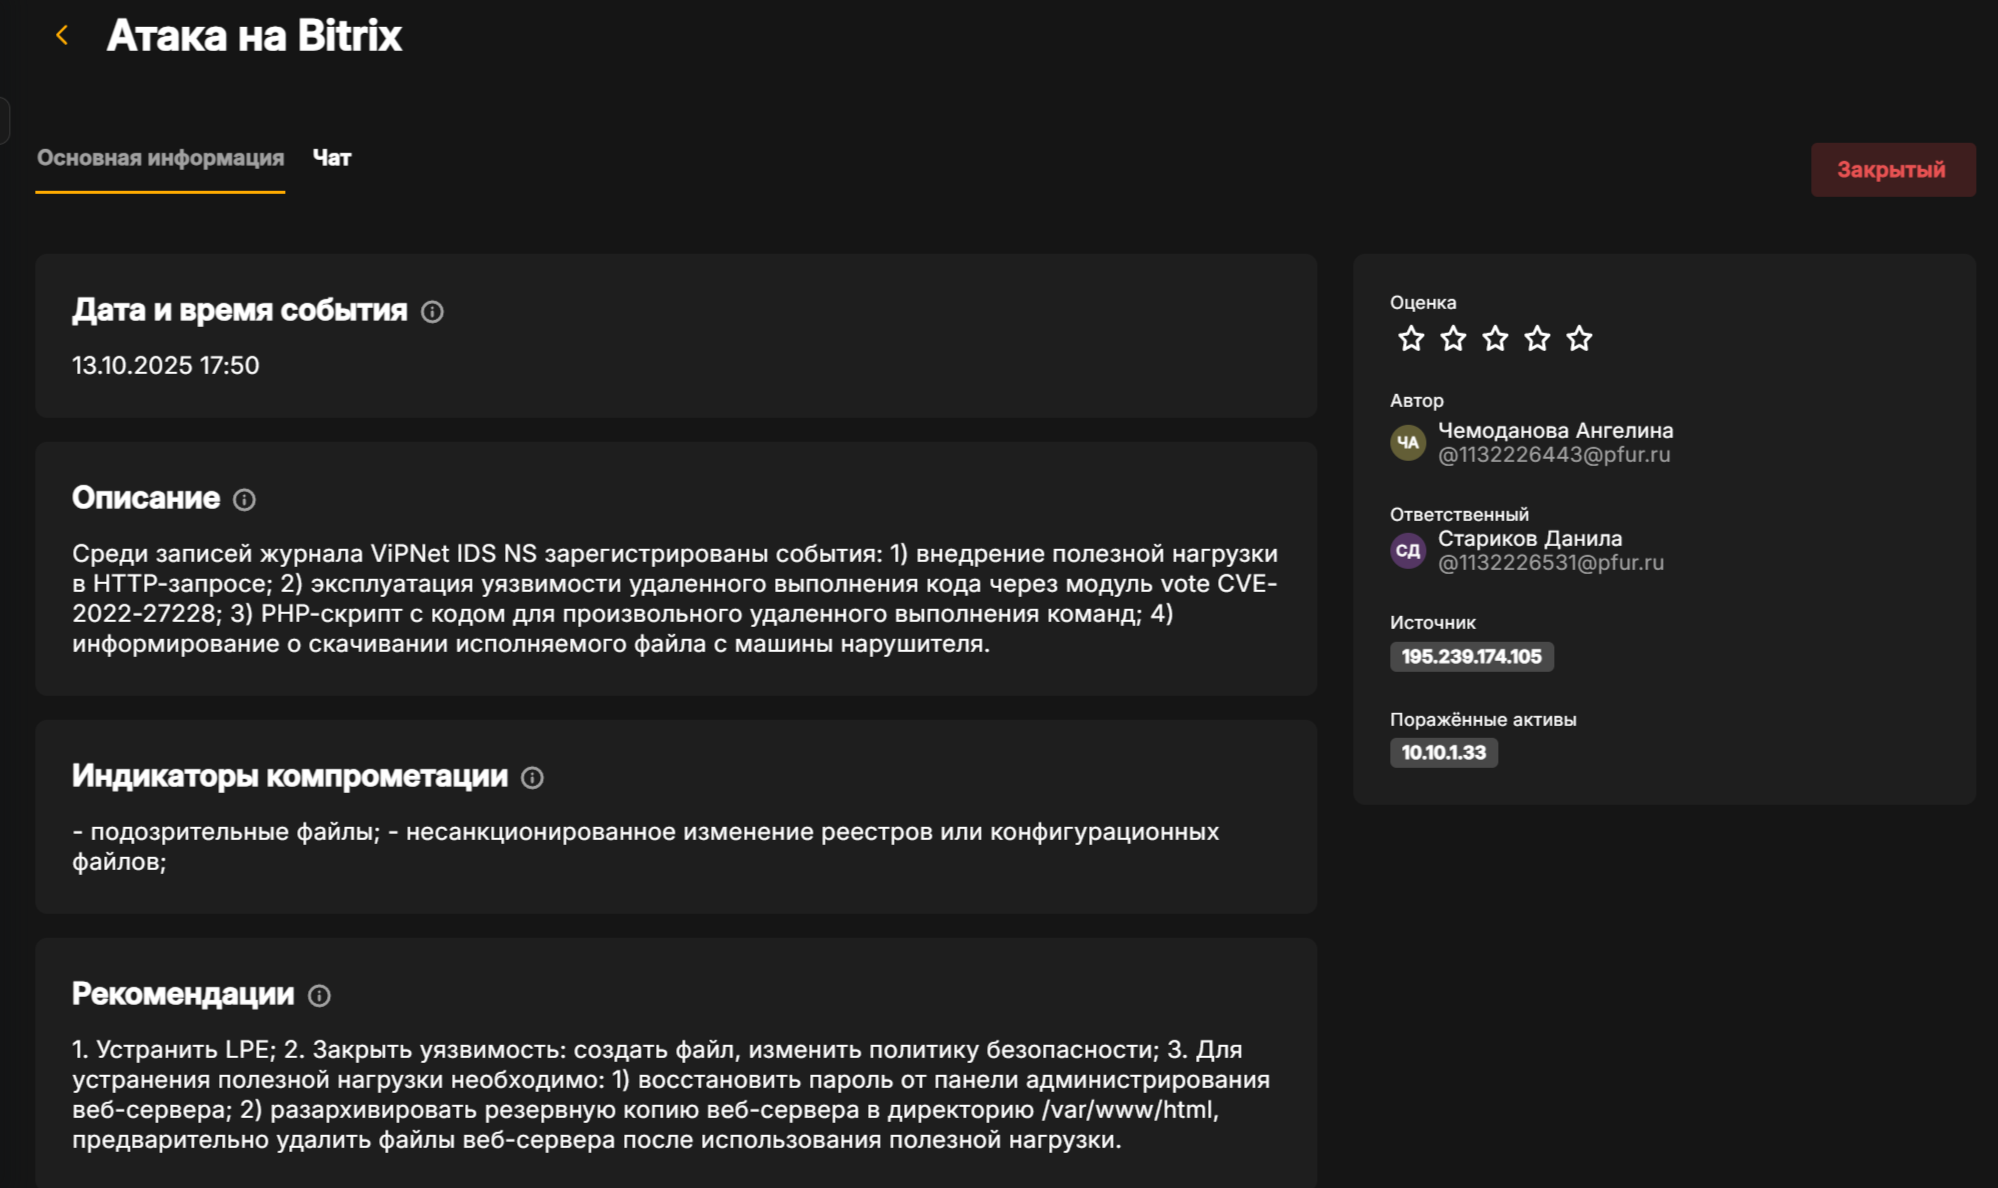 Атака на Bitrix
Основная информация
Чат
Закрытый
Дата и время события
13.10.2025 17:50
Описание
Среди записей журнала ViPNet IDS NS зарегистрированы события: 1) внедрение полезной нагрузки
в HTTP-запросе; 2) эксплуатация уязвимости удаленного выполнения кода через модуль vote CVE-
2022-27228; 3) PHP-скрипт с кодом для произвольного удаленного выполнения команд; 4)
информирование о скачивании исполняемого файла с машины нарушителя.
Индикаторы компрометации
- подозрительные файлы; - несанкционированное изменение реестров или конфигурационных
файлов;
Рекомендации
1. Устранить LPE; 2. Закрыть уязвимость: создать файл, изменить политику безопасности; 3. Для
устранения полезной нагрузки необходимо: 1) восстановить пароль от панели администрирования
веб-сервера; 2) разархивировать резервную копию веб-сервера в директорию /var/www/html,
предварительно удалить файлы веб-сервера после использования полезной нагрузки.
Оценка
Автор
ЧА
Чемоданова Ангелина
@1132226443@pfur.ru
Ответственный
СД
Стариков Данила
@1132226531@pfur.ru
Источник
195.239.174.105
Поражённые активы
10.10.1.33